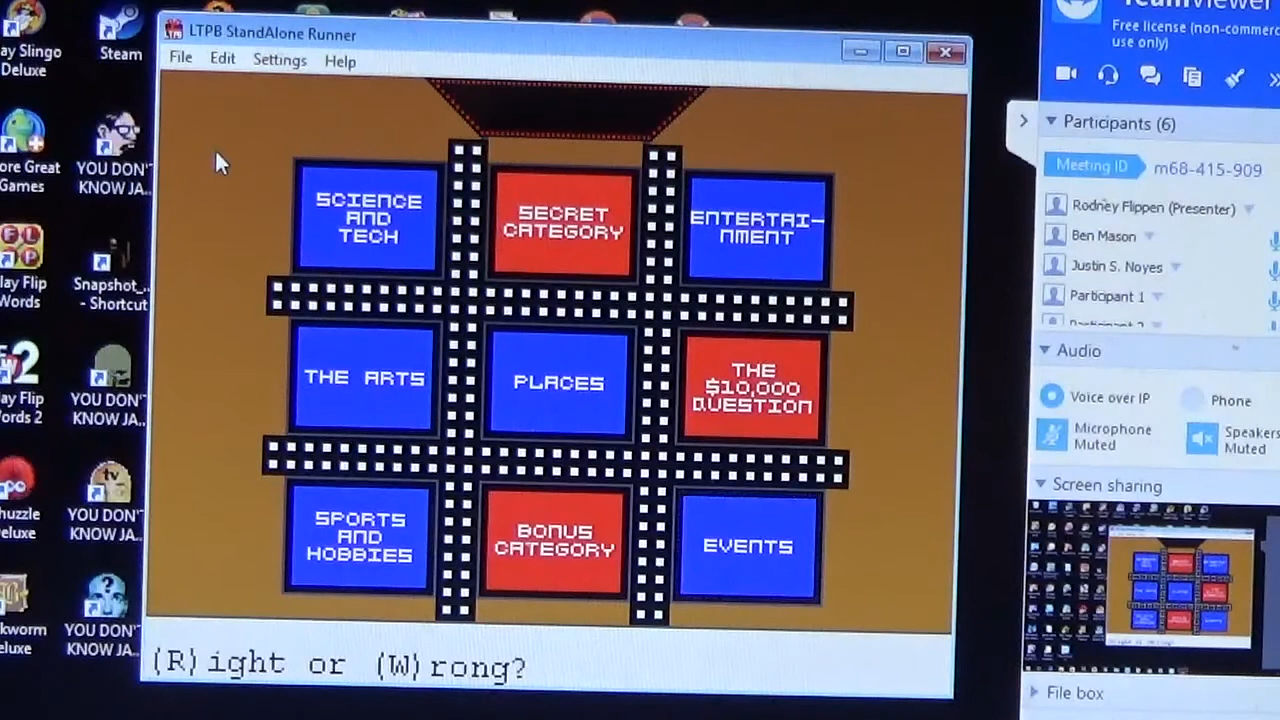 LTPB StandAlone Runner
File Edit Settings Help
SCIENCE
AND
TECH
SECRET
CATEGORY
ENTERTAI-
NMENT
THE ARTS
PLACES
THE
$10,000
QUESTION
SPORTS
AND
HOBBIES
BONUS
CATEGORY
EVENTS
(R)ight or (W)rong?
ay Slingo
Deluxe
Steam
ore Great
Games
YOU DON'T
KNOW JA...
lay Flip
Words
Snapshot_...
- Shortcut
lay Flip
ords 2
YOU DON'T
KNOW JA...
huzzle
eluxe
YOU DON'T
KNOW JA...
kworm
eluxe
YOU DON'T
KNOW JA...
Free license (non-commerc
use only)
Participants (6)
Meeting ID m68-415-909
Rodney Flippen (Presenter)
Ben Mason
Justin S. Noyes
Participant 1
Participant 2
Audio
Voice over IP
Phone
Microphone
Muted
Speakers
Muted
Screen sharing
File box